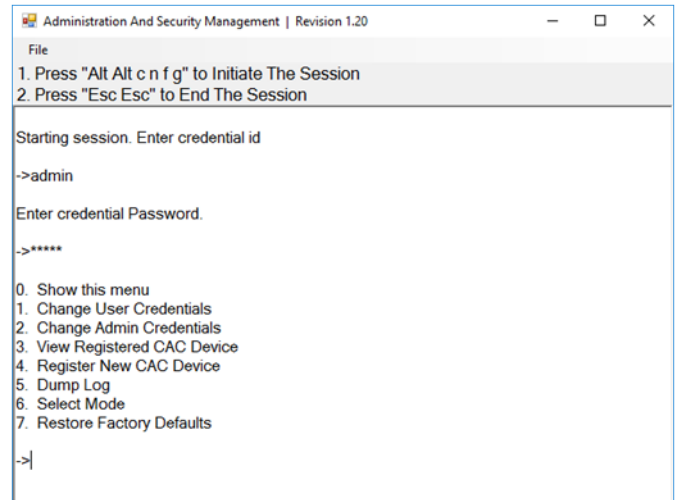 Administration And Security Management | Revision 1.20
File
1. Press "Alt Alt c n f g" to Initiate The Session
2. Press "Esc Esc" to End The Session
Starting session. Enter credential id
->admin
Enter credential Password.
->*****
0. Show this menu
1. Change User Credentials
2. Change Admin Credentials
3. View Registered CAC Device
4. Register New CAC Device
5. Dump Log
6. Select Mode
7. Restore Factory Defaults
->